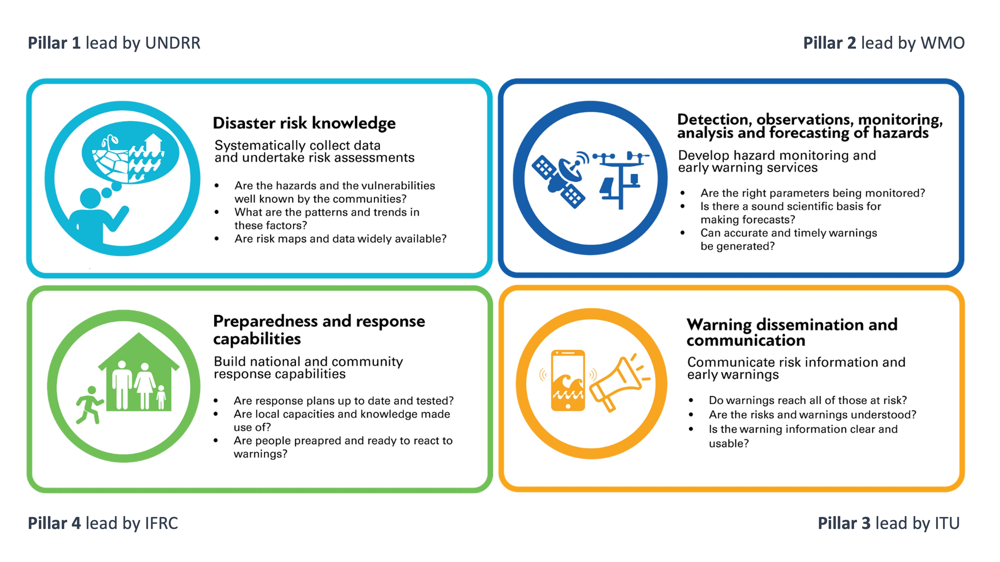 Pillar 1 lead by UNDRR
Pillar 2 lead by WMO
Disaster risk knowledge
Systematically collect data
and undertake risk assessments
• Are the hazards and the vulnerabilities
well known by the communities?
• What are the patterns and trends in
these factors?
• Are risk maps and data widely available?
Detection, observations, monitoring,
analysis and forecasting of hazards
Develop hazard monitoring and
early warning services
• Are the right parameters being monitored?
• Is there a sound scientific basis for
making forecasts?
• Can accurate and timely warnings
be generated?
Preparedness and response
capabilities
Build national and community
response capabilities
• Are response plans up to date and tested?
• Are local capacities and knowledge made
use of?
• Are people preapred and ready to react to
warnings?
Warning dissemination and
communication
Communicate risk information and
early warnings
• Do warnings reach all of those at risk?
• Are the risks and warnings understood?
• Is the warning information clear and
usable?
Pillar 4 lead by IFRC
Pillar 3 lead by ITU